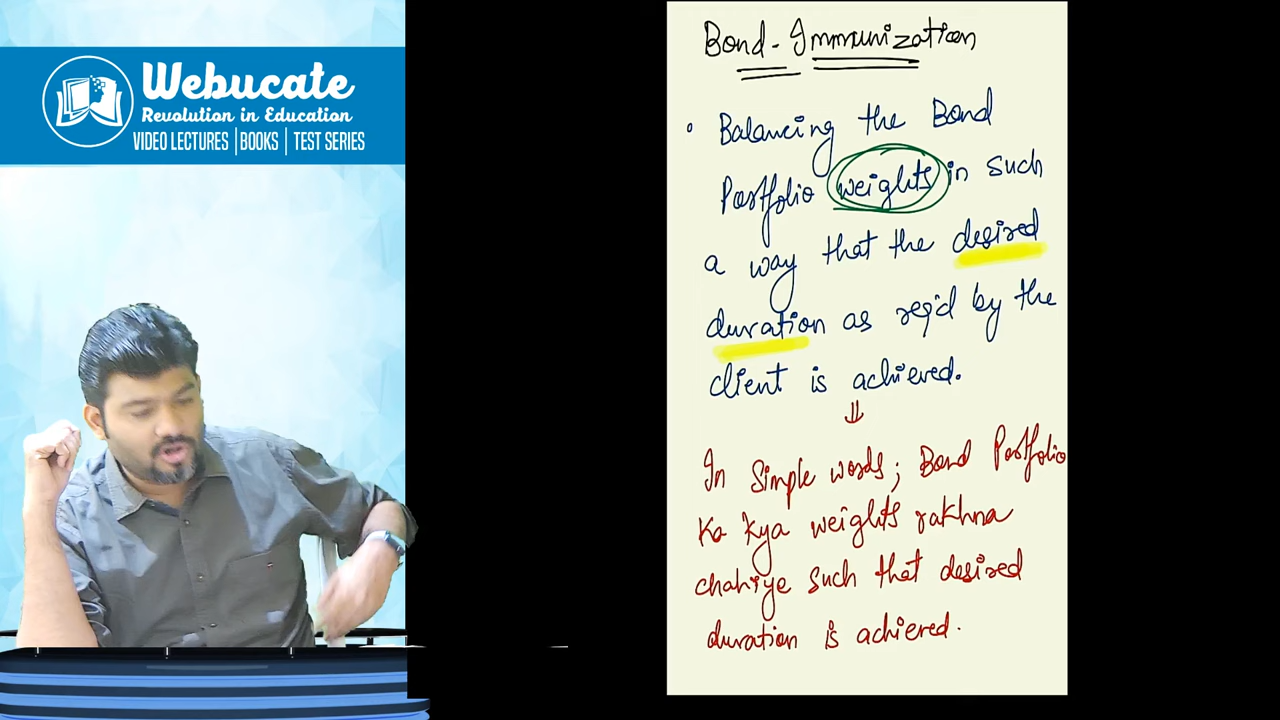 Webucate
Revolution in Education
VIDEO LECTURES | BOOKS | TEST SERIES
Bond - Immunization
Balancing the Bond
Portfolio weights in such
a way that the desired
duration as req'd by the
client is achieved.
In Simple words; Bond Portfolio
Ka Kya weights rakhna
chahiye such that desired
duration is achieved.